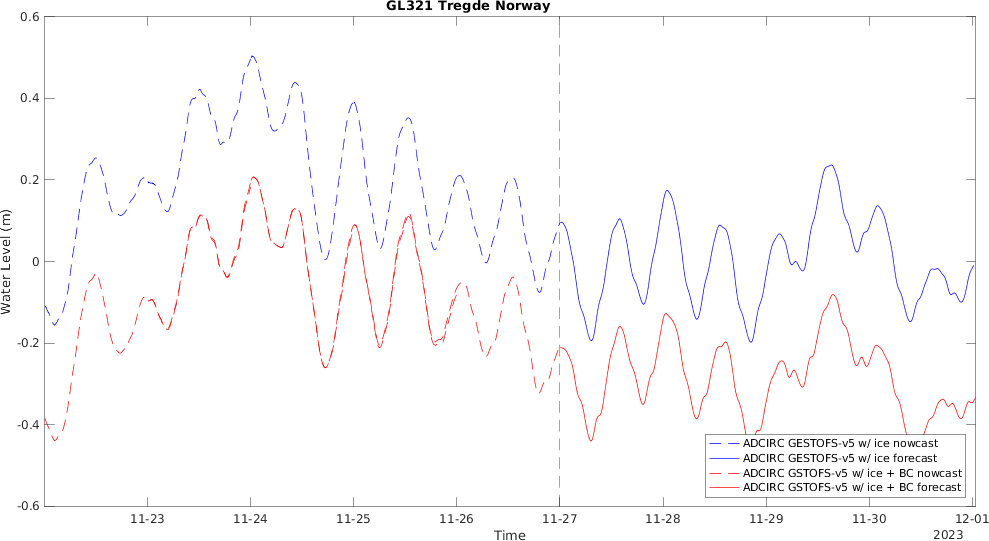 GL321 Tregde Norway
0.6
0.4
0.2
0
-0.2
-0.4
-0.6
Water Level (m)
ADCIRC GESTOFS-v5 w/ ice nowcast
ADCIRC GESTOFS-v5 w/ ice forecast
ADCIRC GSTOFS-v5 w/ ice + BC nowcast
ADCIRC GSTOFS-v5 w/ ice + BC forecast
11-23 11-24 11-25 11-26 11-27 11-28 11-29 11-30 12-01
Time
2023